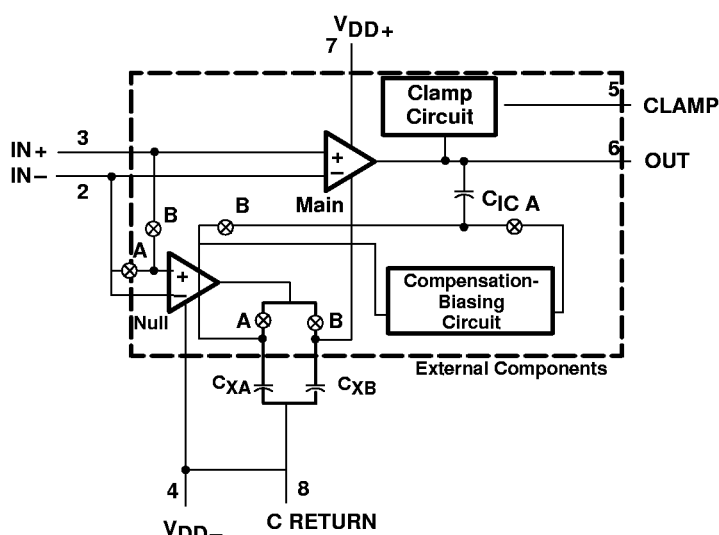 VDD+
7
Clamp
Circuit
5
CLAMP
3
IN+
6
OUT
IN−
2
+
−
Main
CIC A
B
B
A
+
−
Null
Compensation-
Biasing
Circuit
A
B
External Components
CXA
CXB
4
8
VDD−
C RETURN